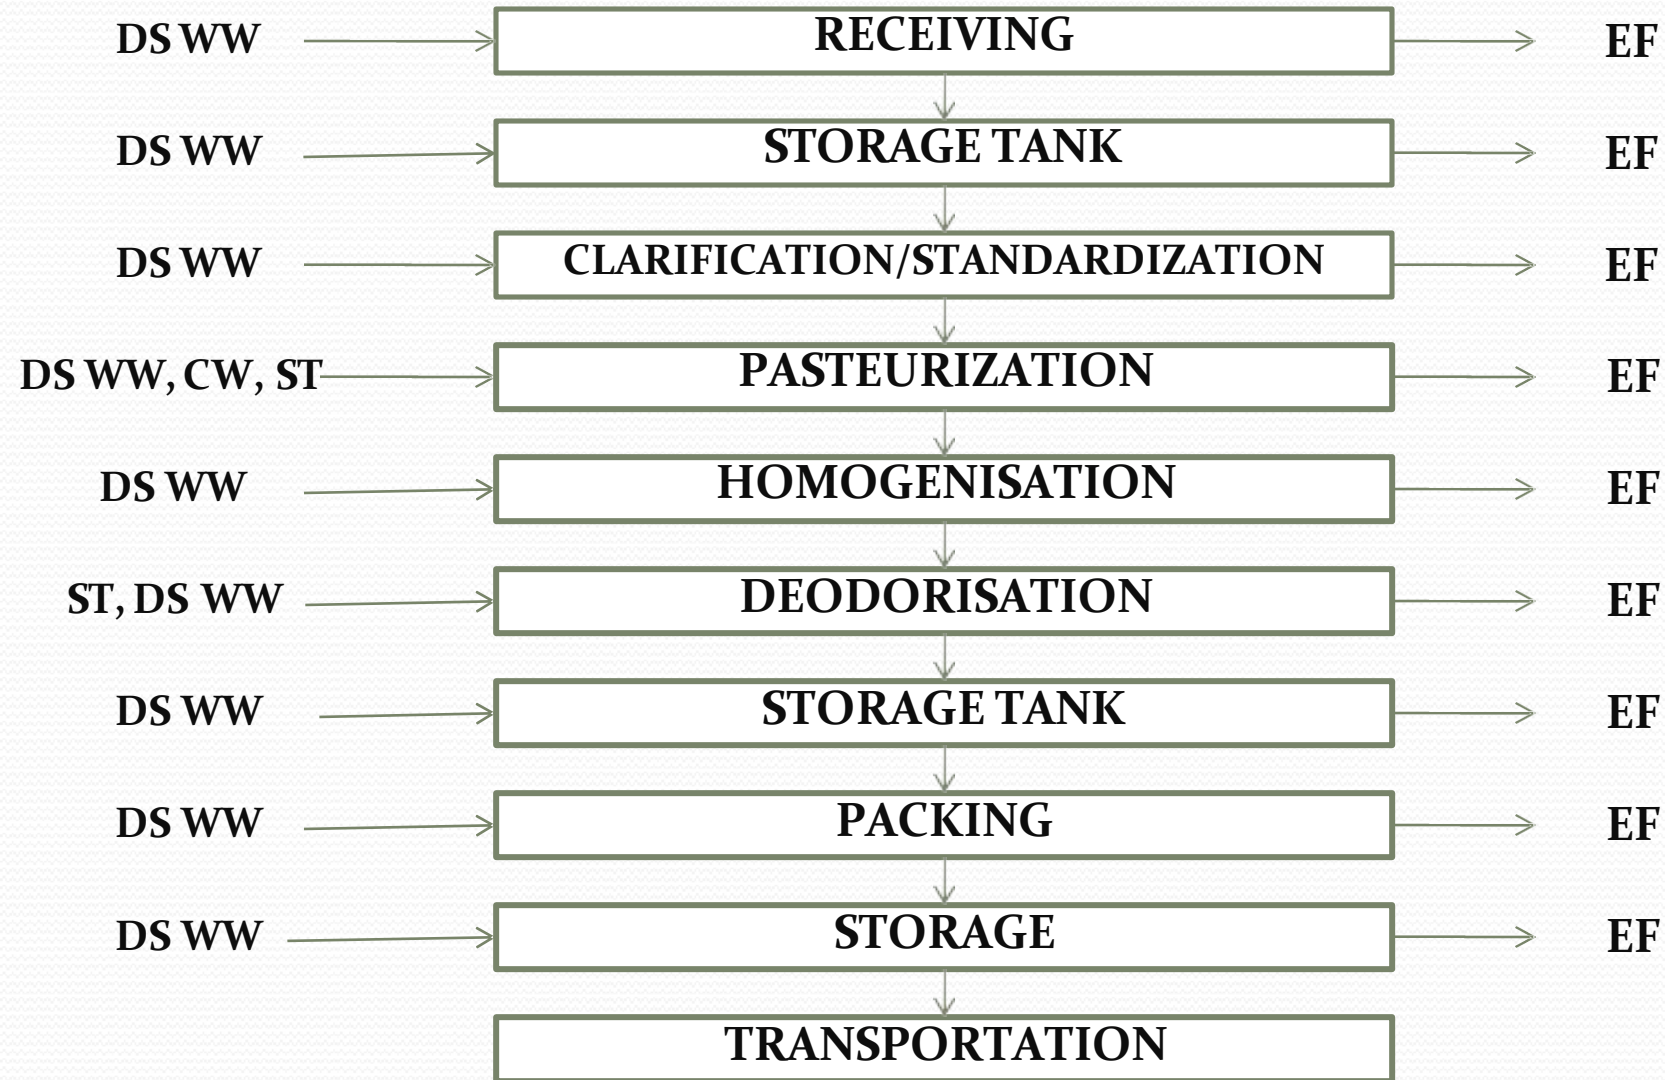 DS WW RECEIVING EF
DS WW STORAGE TANK EF
DS WW CLARIFICATION/STANDARDIZATION EF
DS WW, CW, ST PASTEURIZATION EF
DS WW HOMOGENISATION EF
ST, DS WW DEODORISATION EF
DS WW STORAGE TANK EF
DS WW PACKING EF
DS WW STORAGE EF
TRANSPORTATION